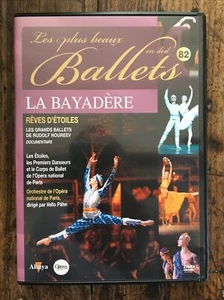 Les plus beaux
en dvd
Ballets
82
LA BAYADÈRE
RÊVES D'ÉTOILES
LES GRANDS BALLETS
DE RUDOLF NOUREEV
DOCUMENTAIRE
Les Étoiles,
les Premiers Danseurs
et le Corps de Ballet
de l'Opéra national
de Paris
Orchestre de l'Opéra
national de Paris,
dirigé par Vello Pähn
Altaya
Opéra
DVD